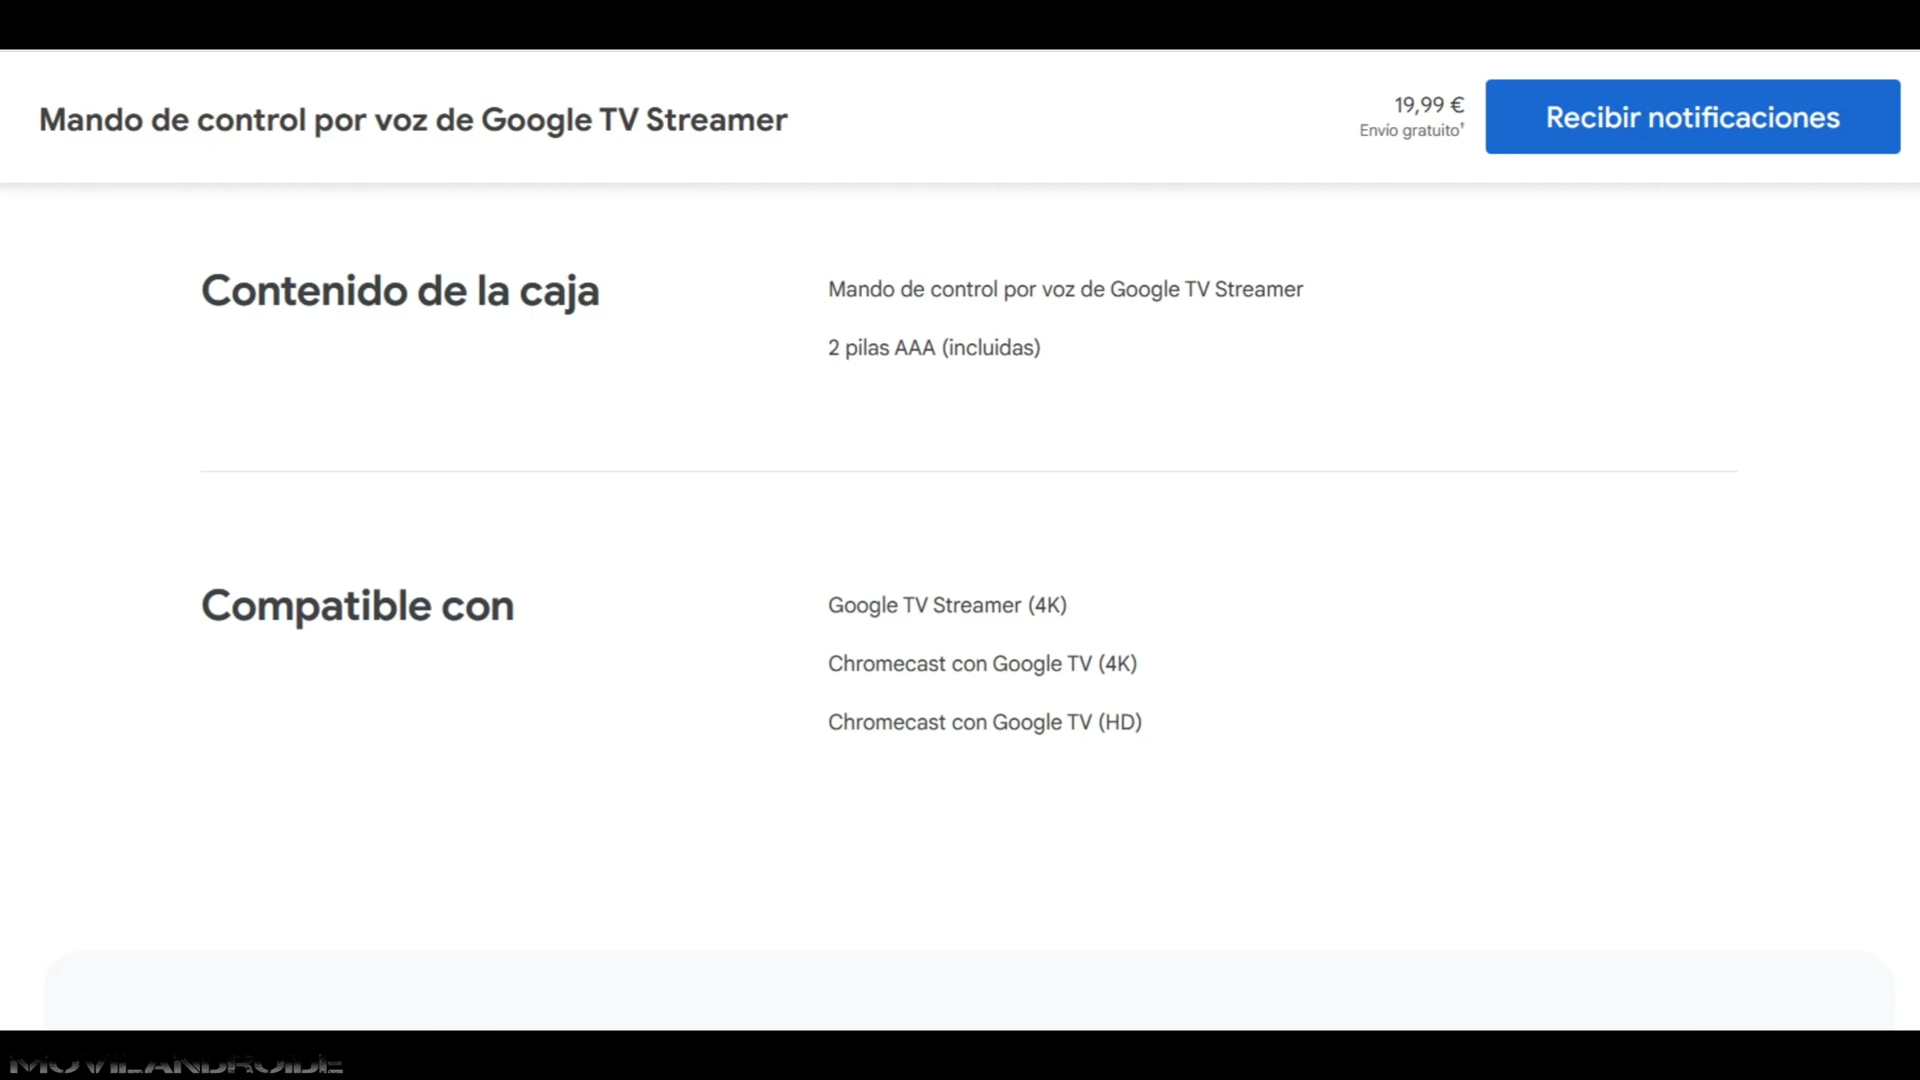 Mando de control por voz de Google TV Streamer
19,99 €
Envío gratuito†
Recibir notificaciones
Contenido de la caja
Mando de control por voz de Google TV Streamer
2 pilas AAA (incluidas)
Compatible con
Google TV Streamer (4K)
Chromecast con Google TV (4K)
Chromecast con Google TV (HD)
MOVILANDROIDE